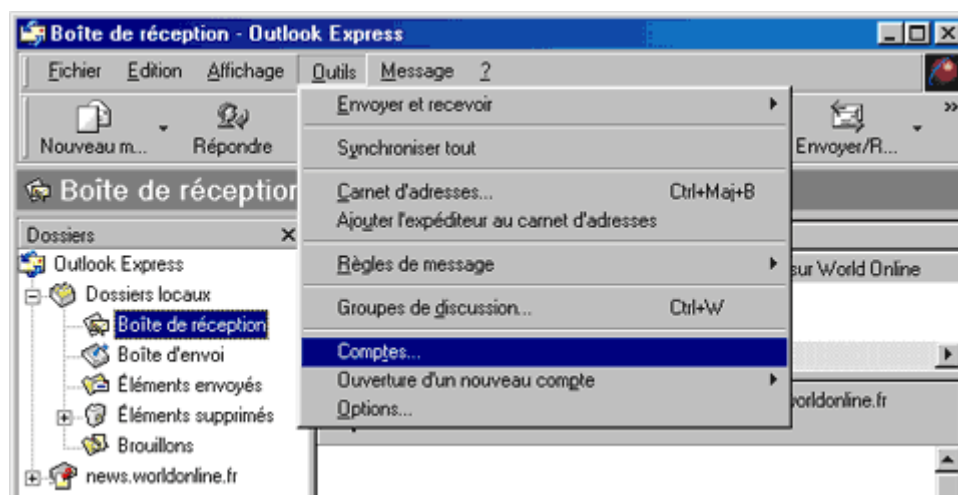 Boîte de réception - Outlook Express
Fichier Edition Affichage Outils Message ?
Nouveau m... Répondre Envoyer/R... »
Boîte de réception
Dossiers
Outlook Express
Dossiers locaux
Boîte de réception
Boîte d'envoi
Éléments envoyés
Éléments supprimés
Brouillons
news.worldonline.fr
Envoyer et recevoir
Synchroniser tout
Carnet d'adresses... Ctrl+Maj+B
Ajouter l'expéditeur au carnet d'adresses
Règles de message
Groupes de discussion... Ctrl+W
Comptes...
Ouverture d'un nouveau compte
Options...
sur World Online
worldonline.fr